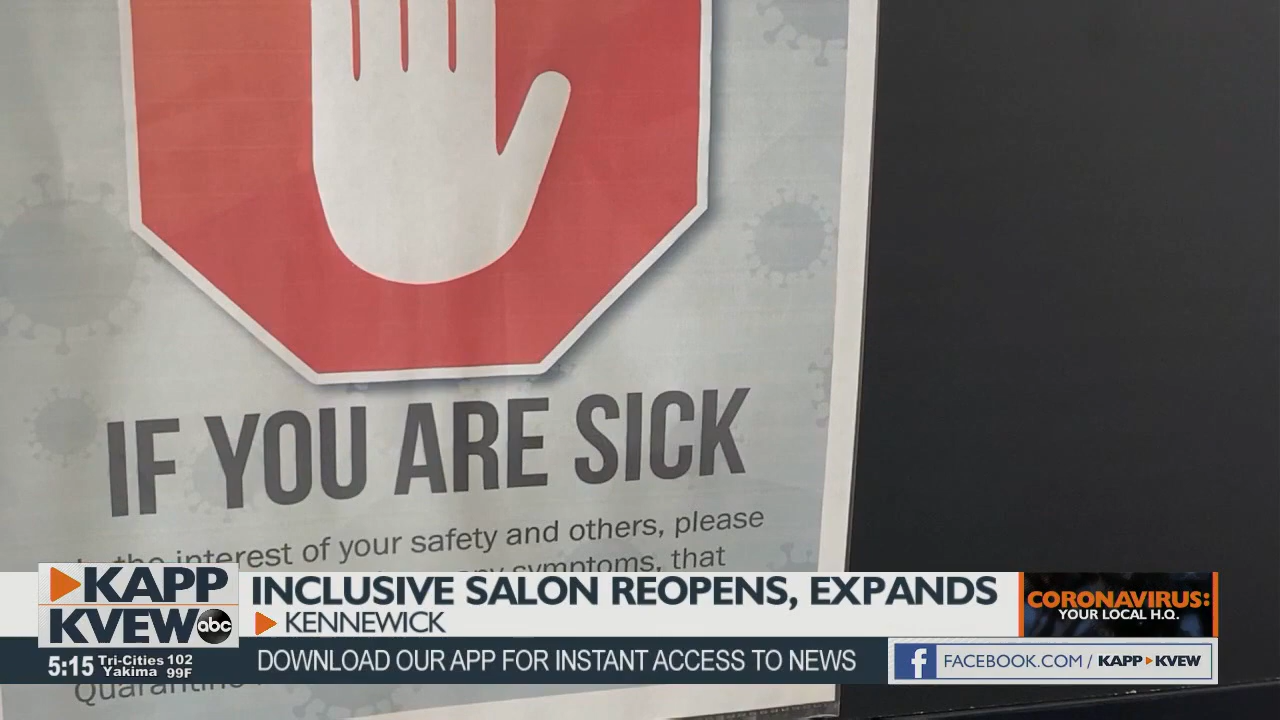 IF YOU ARE SICK
interest of your safety and others, please
symptoms, that
KAPP
KVEW abc
INCLUSIVE SALON REOPENS, EXPANDS
KENNEWICK
CORONAVIRUS:
YOUR LOCAL H.Q.
5:15 Tri-Cities 102
Yakima 99F
DOWNLOAD OUR APP FOR INSTANT ACCESS TO NEWS
f FACEBOOK.COM / KAPP KVEW